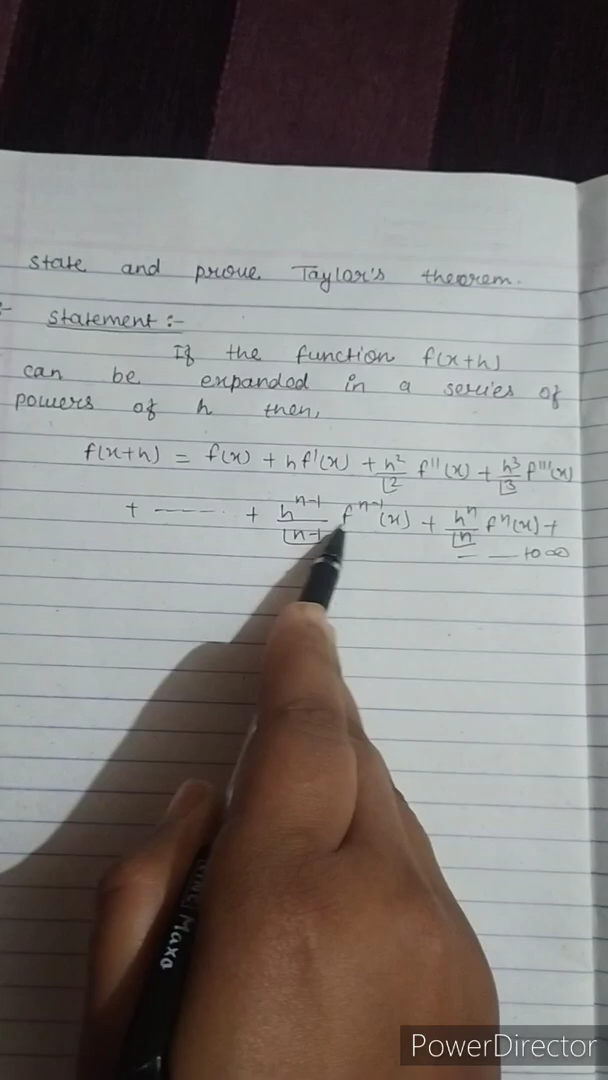 state and prove Taylor's theorem.
:- statement :-
If the function f(x+h)
can be expanded in a series of
powers of h then,
f(x+h) = f(x) + hf'(x) + h²/⌊2 f''(x) + h³/⌊3 f'''(x)
+ ------ + hⁿ⁻¹/⌊n-1 fⁿ⁻¹(x) + hⁿ/⌊n fⁿ(x) +
— — to ∞
Maxo
PowerDirector